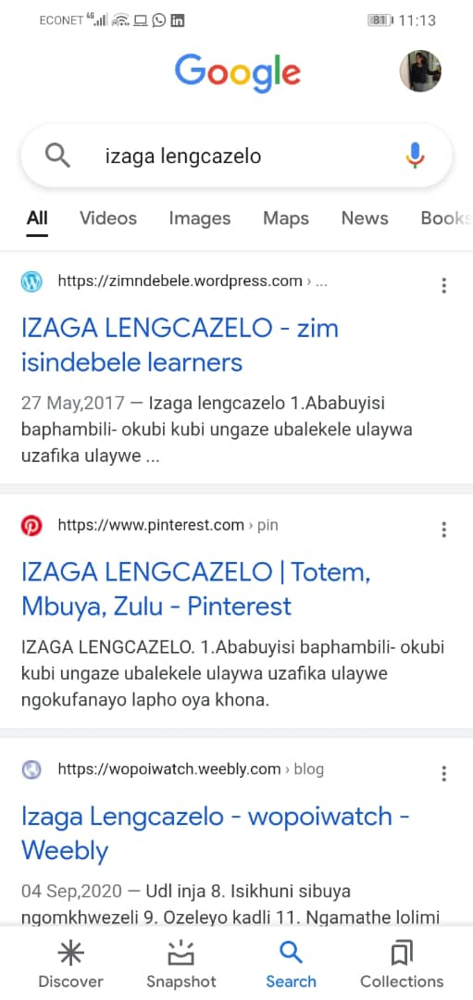 ECONET 4G 81 11:13
Google
izaga lengcazelo
All Videos Images Maps News Books
https://zimndebele.wordpress.com › ...
IZAGA LENGCAZELO - zim
isindebele learners
27 May,2017 — Izaga lengcazelo 1.Ababuyisi
baphambili- okubi kubi ungaze ubalekele ulaywa
uzafika ulaywe ...
https://www.pinterest.com › pin
IZAGA LENGCAZELO | Totem,
Mbuya, Zulu - Pinterest
IZAGA LENGCAZELO. 1.Ababuyisi baphambili- okubi
kubi ungaze ubalekele ulaywa uzafika ulaywe
ngokufanayo lapho oya khona.
https://wopoiwatch.weebly.com › blog
Izaga Lengcazelo - wopoiwatch -
Weebly
04 Sep,2020 — Udl inja 8. Isikhuni sibuya
ngomkhwezeli 9. Ozeleyo kadli 11. Ngamathe lolimi
Discover Snapshot Search Collections